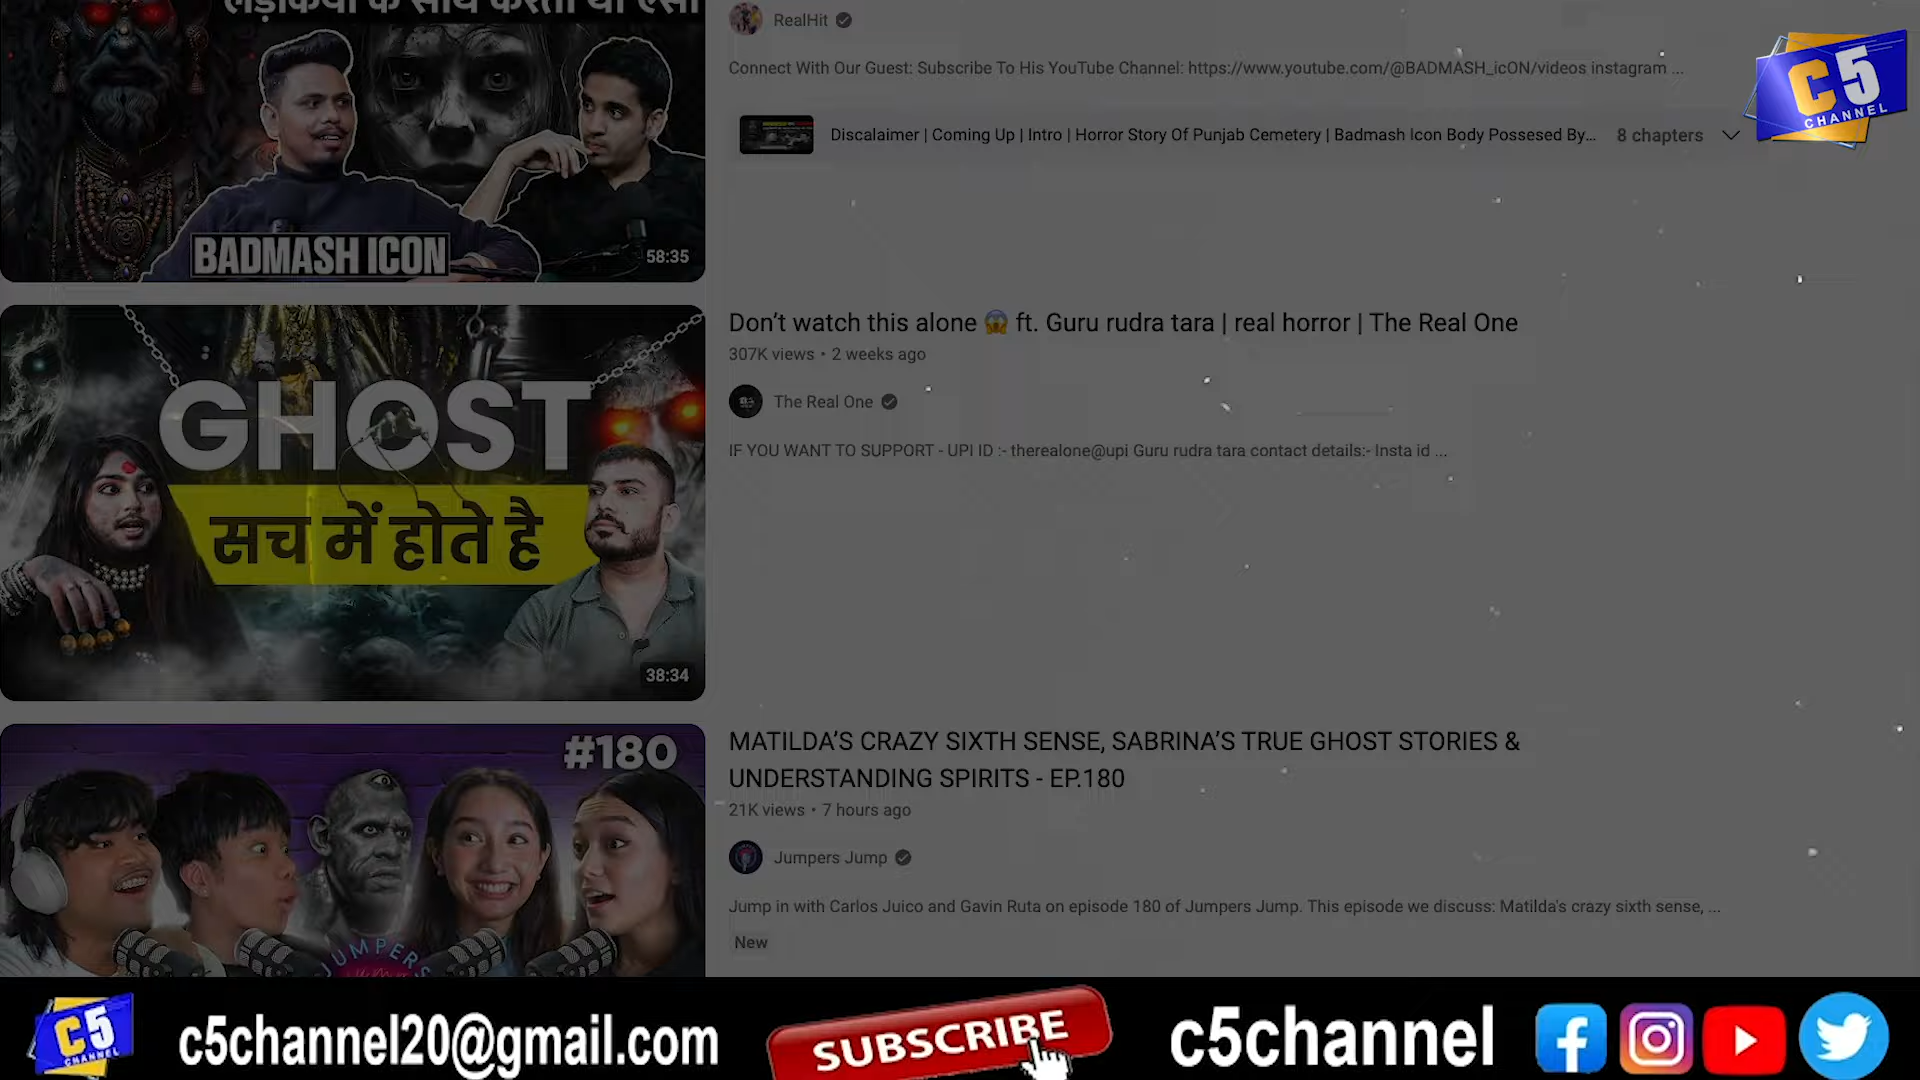 लड़कियों के साथ करता था ऐसा
BADMASH ICON
58:35
RealHit
Connect With Our Guest: Subscribe To His YouTube Channel: https://www.youtube.com/@BADMASH_icON/videos instagram ...
Discalaimer | Coming Up | Intro | Horror Story Of Punjab Cemetery | Badmash Icon Body Possesed By...
8 chapters
C5
CHANNEL
GHOST
सच में होते है
38:34
Don’t watch this alone 😱 ft. Guru rudra tara | real horror | The Real One
307K views • 2 weeks ago
The Real One
IF YOU WANT TO SUPPORT - UPI ID :- therealone@upi Guru rudra tara contact details:- Insta id ...
#180
JUMPERS
MATILDA’S CRAZY SIXTH SENSE, SABRINA’S TRUE GHOST STORIES &
UNDERSTANDING SPIRITS - EP.180
21K views • 7 hours ago
Jumpers Jump
Jump in with Carlos Juico and Gavin Ruta on episode 180 of Jumpers Jump. This episode we discuss: Matilda's crazy sixth sense, ...
New
C5
CHANNEL
c5channel20@gmail.com
SUBSCRIBE
c5channel